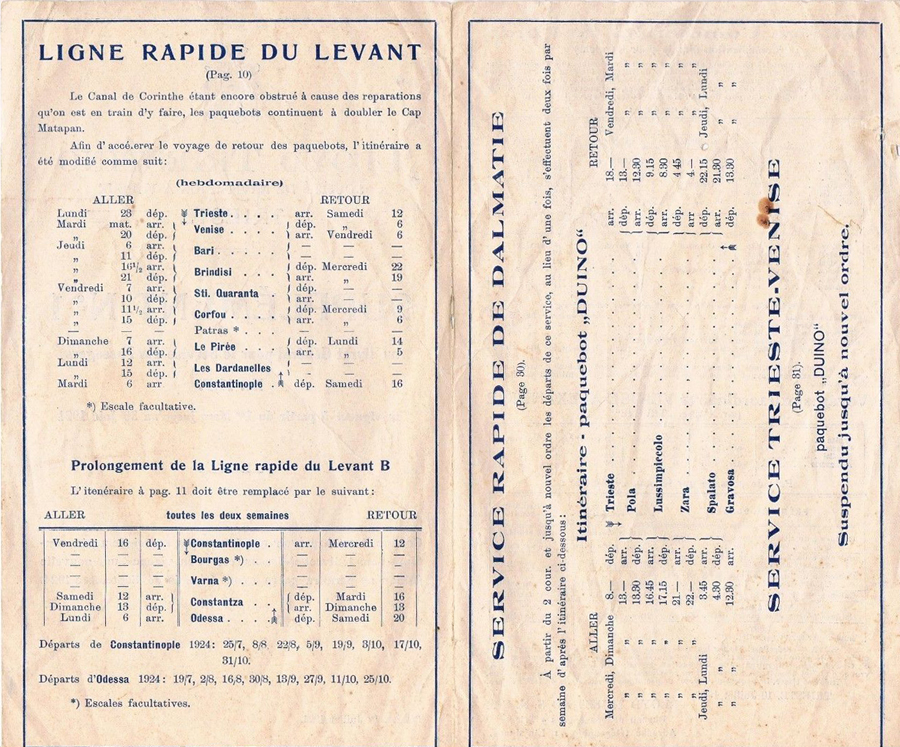 LIGNE RAPIDE DU LEVANT
(Pag. 10)
Le Canal de Corinthe étant encore obstrué à cause des reparations
qu'on est en train d'y faire, les paquebots continuent à doubler le Cap
Matapan.
Afin d'accé.erer le voyage de retour des paquebots, l'itinéraire a
été modifié comme suit:
(hebdomadaire)
ALLER RETOUR
Lundi 23 dép. Trieste . . . . arr. Samedi 12
Mardi mat. arr. Venise . . . . dép. „ 6
„ 20 dép. arr. Vendredi 6
Jeudi 6 arr. Bari . . . . . . — — —
„ 11 dép. — — —
„ 16½ arr. Brindisi . . . . dép. Mercredi 22
„ 21 dép. arr. „ 19
Vendredi 7 arr. Sti. Quaranta . — — —
„ 10 dép. — — —
„ 11½ arr. Corfou . . . . dép. Mercredi 9
„ 15 dép. arr. „ 6
— — — Patras * . . . — — —
Dimanche 7 arr. Le Pirée . . . dép. Lundi 14
„ 16 dép. arr. „ 5
Lundi 12 arr. Les Dardanelles — — —
„ 15 dép. — — —
Mardi 6 arr Constantinople . dép. Samedi 16
*) Escale facultative.
Prolongement de la Ligne rapide du Levant B
L'itenéraire à pag. 11 doit être remplacé par le suivant:
ALLER toutes les deux semaines RETOUR
Vendredi 16 dép. Constantinople . arr. Mercredi 12
— — — Bourgas *) . . — — —
— — — — — —
— — — Varna *) . . . — — —
— — — — — —
Samedi 12 arr. Constantza . . dép. Mardi 16
Dimanche 13 dép. arr. Dimanche 13
Lundi 6 arr. Odessa . . . . dép. Samedi 20
Départs de Constantinople 1924: 25/7, 8/8 22/8, 5/9, 19/9, 3/10, 17/10,
31/10.
Départs d'Odessa 1924: 19/7, 2/8, 16,8, 30/8, 13/9, 27/9, 11/10, 25/10.
*) Escales facultatives.
SERVICE RAPIDE DE DALMATIE
(Page 30).
À partir du 2 cour. et jusqu'à nouvel ordre les départs de ce service, au lieu d'une fois, s'effectuent deux fois par
semaine d'après l'itinéraire ci-dessous:
Itinéraire - paquebot „DUINO"
ALLER RETOUR
Mercredi, Dimanche 8.— dép. Trieste arr. 18.— Vendredi, Mardi
„ „ 13.— arr. Pola dép. 13.— „ „
„ „ 13.30 dép. arr. 12.30 „ „
„ „ 16.45 arr. Lussimpiccolo dép. 9.15 „ „
„ „ 17.15 dép. arr. 8.30 „ „
„ „ 21— arr. Zara dép. 4 45 „ „
„ „ 22.— dép. arr 4.— „ „
Jeudi, Lundi 3.45 arr. Spalato dép. 22.15 Jeudi, Lundi
„ „ 4.30 dép. arr. 21.30 „ „
„ „ 12.30 arr. Gravosa dép. 13.30 „ „
SERVICE TRIESTE-VENISE
(Page 31).
paquebot „DUINO"
Suspendu jusqu'à nouvel ordre.